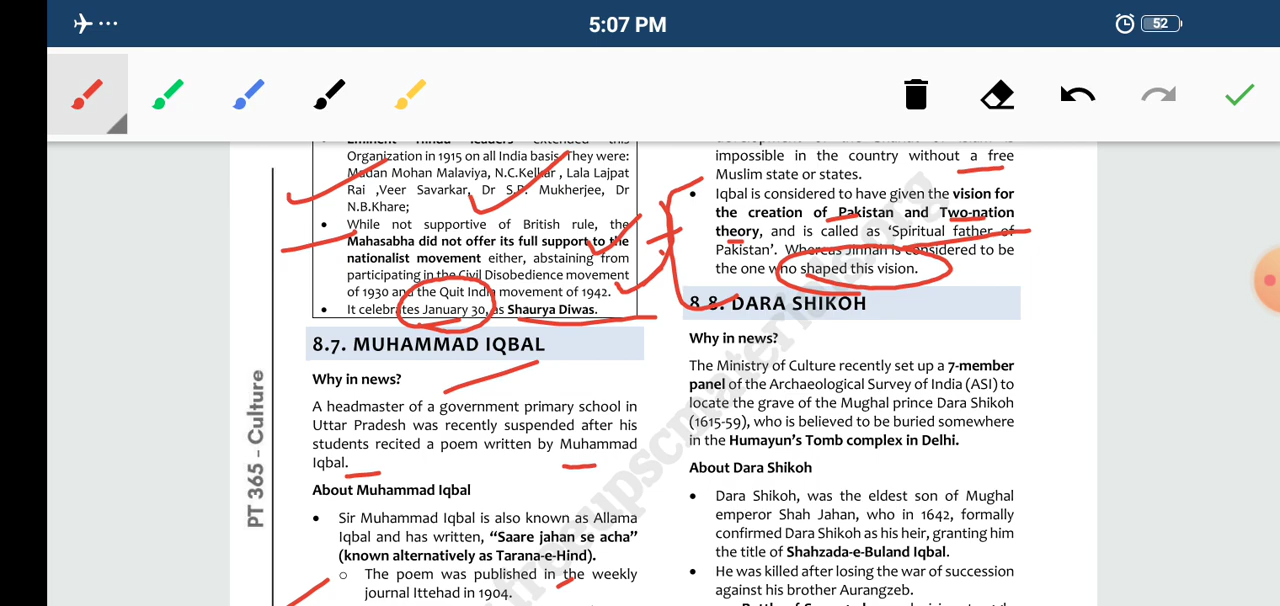 5:07 PM
52
Eminent Hindu leaders extended this
Organization in 1915 on all India basis. They were:
Madan Mohan Malaviya, N.C.Kelkar , Lala Lajpat
Rai ,Veer Savarkar, Dr S.P. Mukherjee, Dr
N.B.Khare;
• While not supportive of British rule, the
Mahasabha did not offer its full support to the
nationalist movement either, abstaining from
participating in the Civil Disobedience movement
of 1930 and the Quit India movement of 1942.
• It celebrates January 30, as Shaurya Diwas.
8.7. MUHAMMAD IQBAL
Why in news?
A headmaster of a government primary school in
Uttar Pradesh was recently suspended after his
students recited a poem written by Muhammad
Iqbal.
About Muhammad Iqbal
• Sir Muhammad Iqbal is also known as Allama
Iqbal and has written, “Saare jahan se acha”
(known alternatively as Tarana-e-Hind).
o The poem was published in the weekly
journal Ittehad in 1904.
impossible in the country without a free
Muslim state or states.
• Iqbal is considered to have given the vision for
the creation of Pakistan and Two-nation
theory, and is called as ‘Spiritual father of
Pakistan’. Whereas Jinnah is considered to be
the one who shaped this vision.
8.8. DARA SHIKOH
Why in news?
The Ministry of Culture recently set up a 7-member
panel of the Archaeological Survey of India (ASI) to
locate the grave of the Mughal prince Dara Shikoh
(1615-59), who is believed to be buried somewhere
in the Humayun’s Tomb complex in Delhi.
About Dara Shikoh
• Dara Shikoh, was the eldest son of Mughal
emperor Shah Jahan, who in 1642, formally
confirmed Dara Shikoh as his heir, granting him
the title of Shahzada-e-Buland Iqbal.
• He was killed after losing the war of succession
against his brother Aurangzeb.
PT 365 - Culture